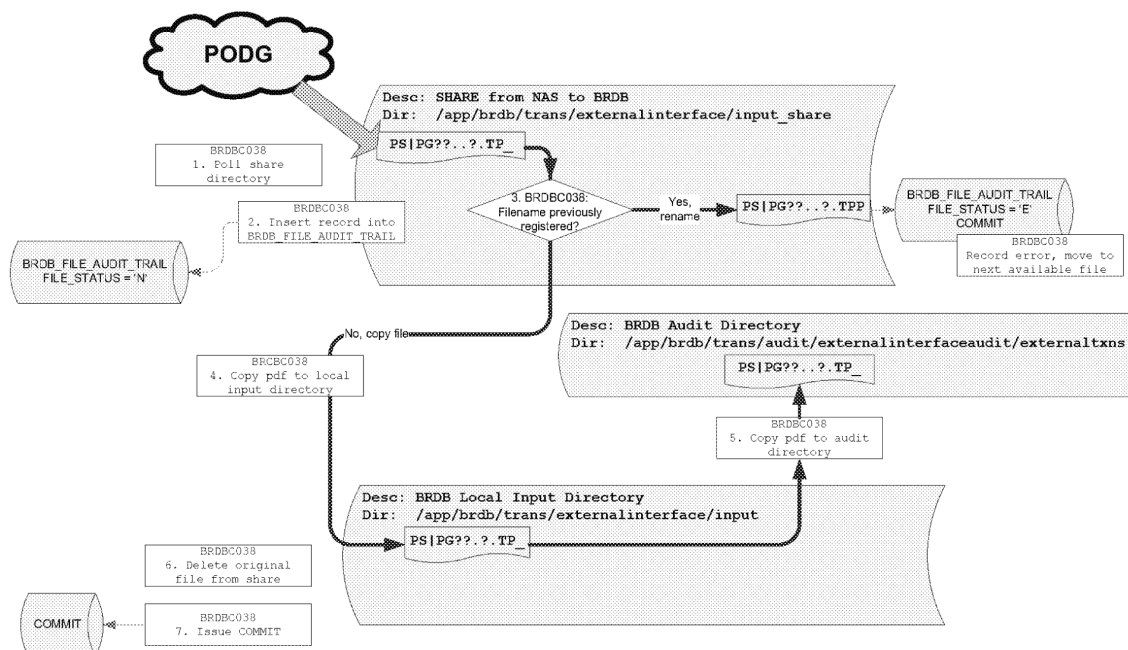 PODG
Desc: SHARE from NAS to BRDB
Dir: /app/brdb/trans/externalinterface/input_share
PS|PG??..?.TP_
BRDBC038
1. Poll share
directory
3. BRDBC038:
Filename previously
registered?
Yes,
rename
PS|PG??..?.TPP
BRDB_FILE_AUDIT_TRAIL
FILE_STATUS = 'E'
COMMIT
BRDBC038
Record error, move to
next available file
BRDBC038
2. Insert record into
BRDB_FILE_AUDIT_TRAIL
BRDB_FILE_AUDIT_TRAIL
FILE_STATUS = 'N'
No, copy file
Desc: BRDB Audit Directory
Dir: /app/brdb/trans/audit/externalinterfaceaudit/externaltxns
PS|PG??..?.TP_
BRCBC038
4. Copy pdf to local
input directory
BRDBC038
5. Copy pdf to audit
directory
Desc: BRDB Local Input Directory
Dir: /app/brdb/trans/externalinterface/input
PS|PG??.?.TP_
BRDBC038
6. Delete original
file from share
BRDBC038
7. Issue COMMIT
COMMIT